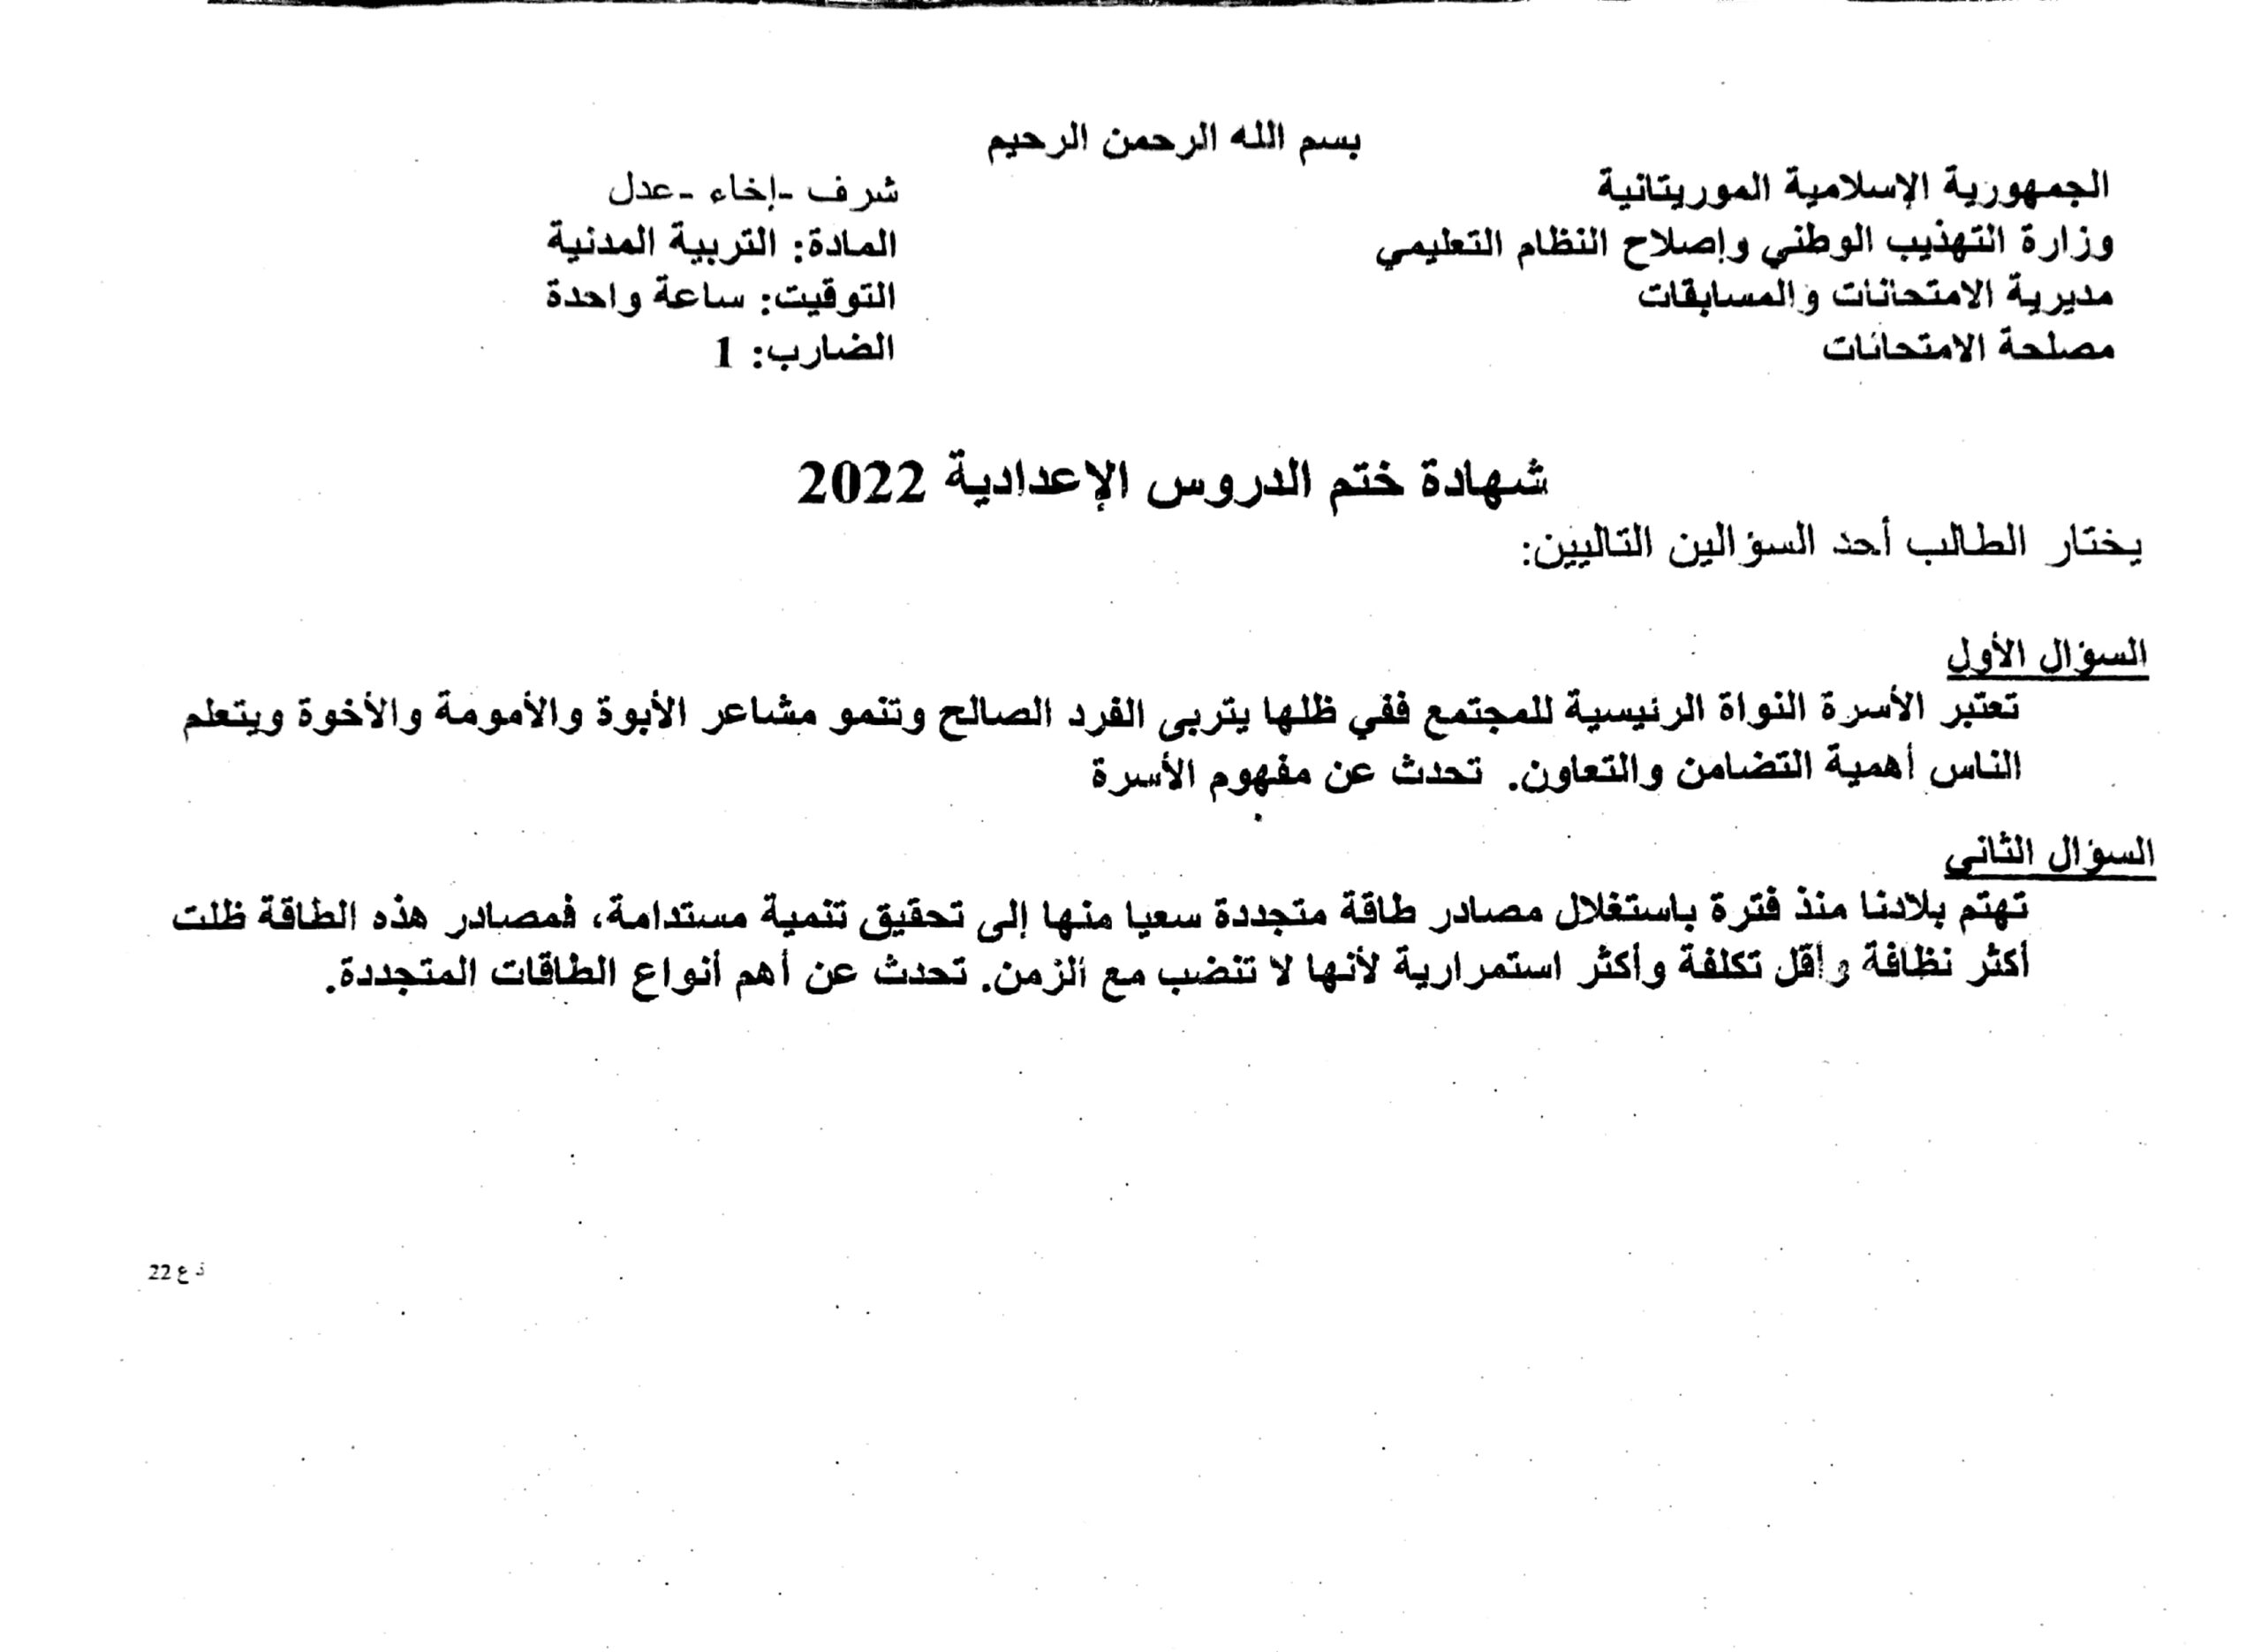 بسم الله الرحمن الرحيم
الجمهورية الإسلامية الموريتانية
شرف -إخاء -عدل
وزارة التهذيب الوطني وإصلاح النظام التعليمي
المادة: التربية المدنية
مديرية الامتحانات والمسابقات
التوقيت: ساعة واحدة
مصلحة الامتحانات
الضارب: 1
شهادة ختم الدروس الإعدادية 2022
يختار الطالب أحد السؤالين التاليين:
السؤال الأول
تعتبر الأسرة النواة الرئيسية للمجتمع ففي ظلها يتربى الفرد الصالح وتنمو مشاعر الأبوة والأمومة والأخوة ويتعلم
الناس أهمية التضامن والتعاون. تحدث عن مفهوم الأسرة
السؤال الثاني
تهتم بلادنا منذ فترة باستغلال مصادر طاقة متجددة سعيا منها إلى تحقيق تنمية مستدامة، فمصادر هذه الطاقة ظلت
أكثر نظافة وأقل تكلفة وأكثر استمرارية لأنها لا تنضب مع الزمن. تحدث عن أهم أنواع الطاقات المتجددة.
ع 22